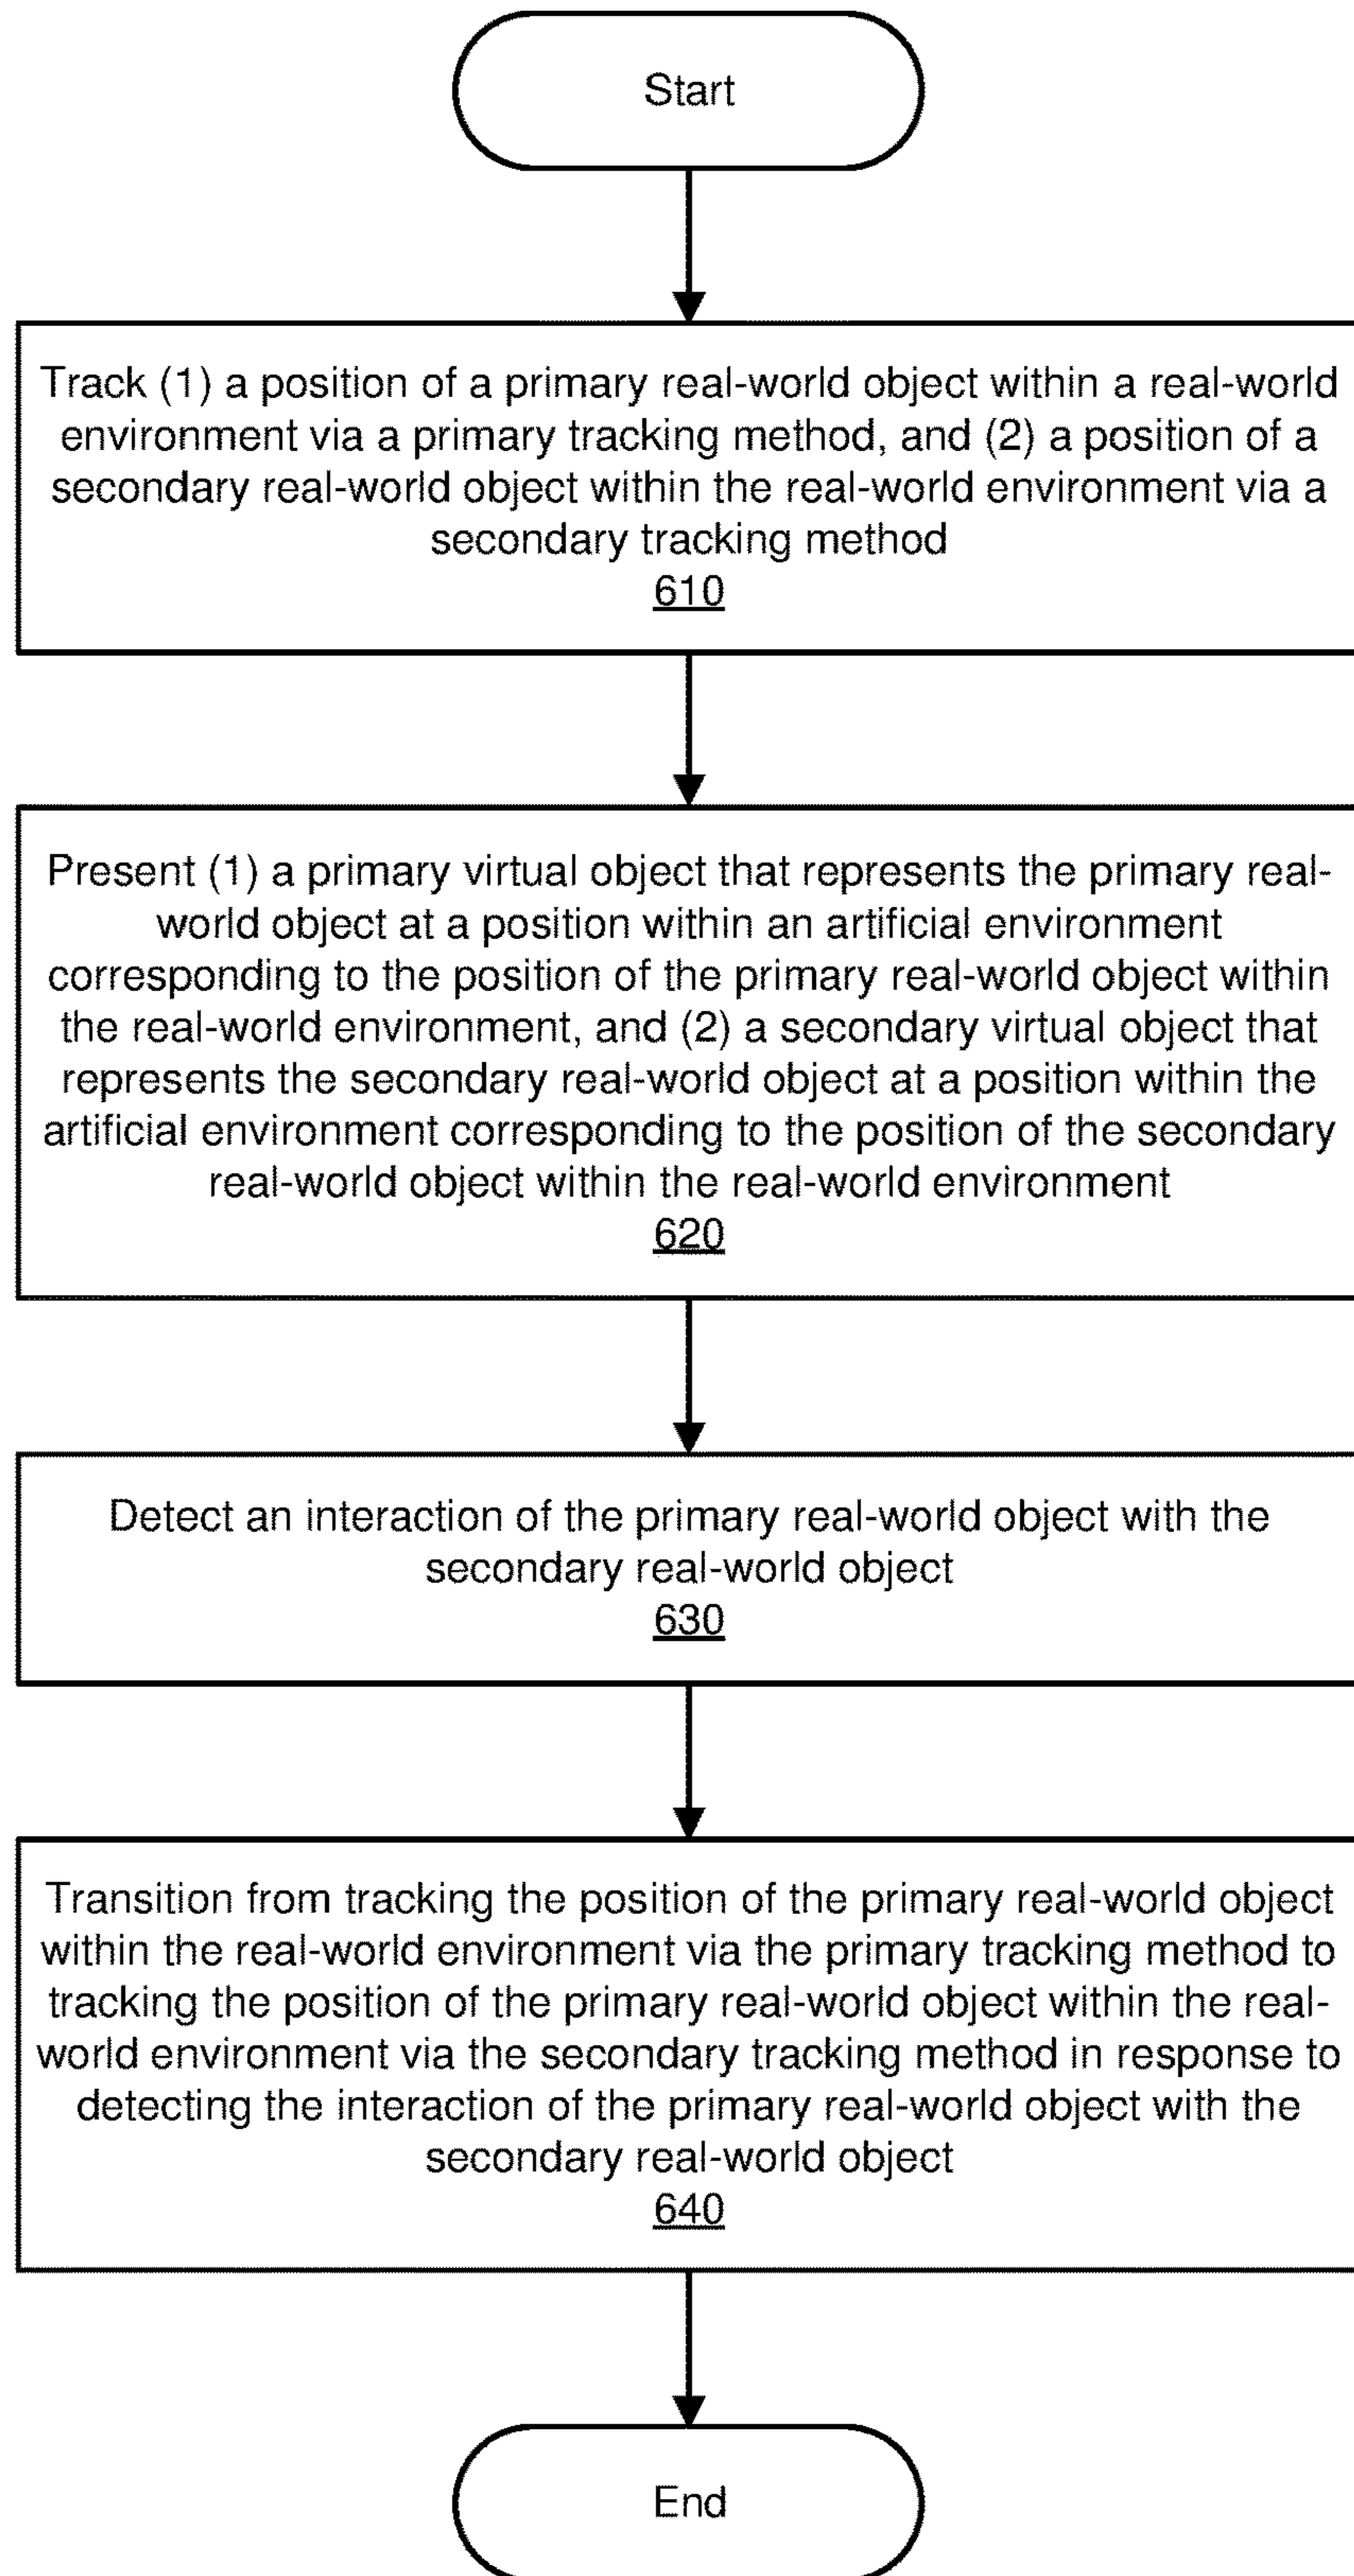 Start
Track (1) a position of a primary real-world object within a real-world
environment via a primary tracking method, and (2) a position of a
secondary real-world object within the real-world environment via a
secondary tracking method
610
Present (1) a primary virtual object that represents the primary real-
world object at a position within an artificial environment
corresponding to the position of the primary real-world object within
the real-world environment, and (2) a secondary virtual object that
represents the secondary real-world object at a position within the
artificial environment corresponding to the position of the secondary
real-world object within the real-world environment
620
Detect an interaction of the primary real-world object with the
secondary real-world object
630
Transition from tracking the position of the primary real-world object
within the real-world environment via the primary tracking method to
tracking the position of the primary real-world object within the real-
world environment via the secondary tracking method in response to
detecting the interaction of the primary real-world object with the
secondary real-world object
640
End